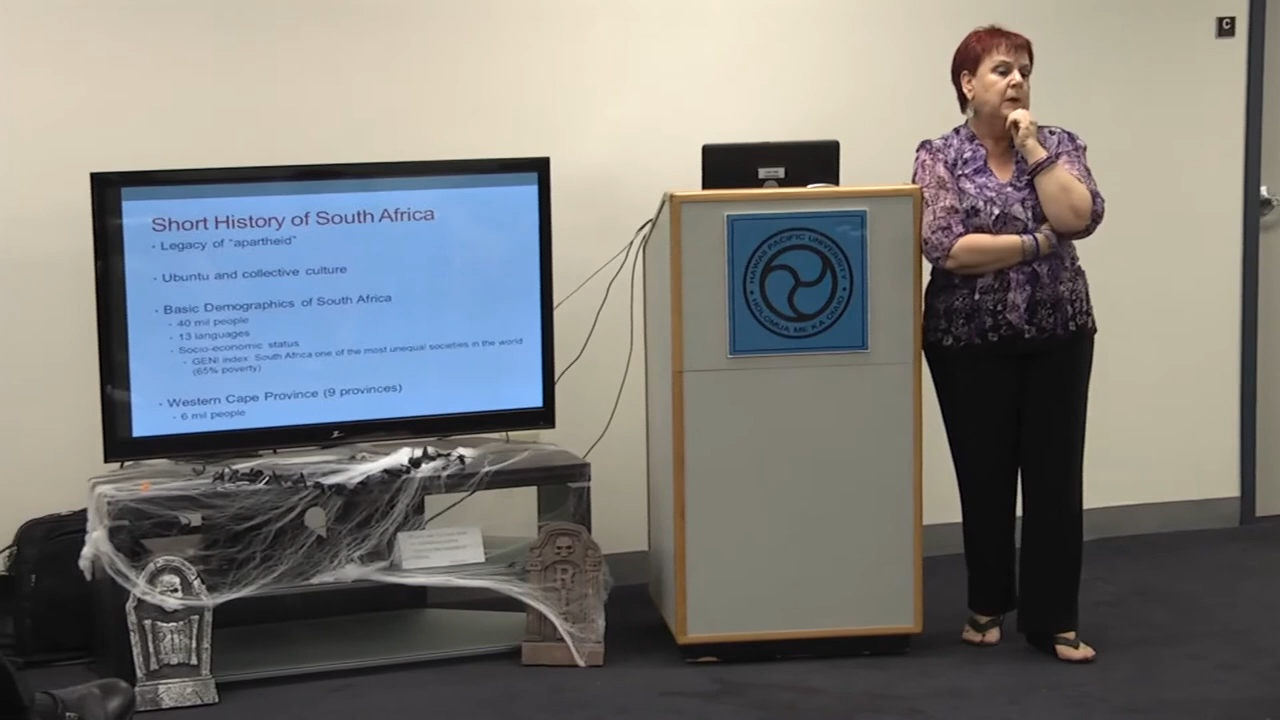 Short History of South Africa
- Legacy of "apartheid"
- Ubuntu and collective culture
- Basic Demographics of South Africa
- 40 mil people
- 13 languages
- Socio-economic status
- GENI index: South Africa one of the most unequal societies in the world
(65% poverty)
- Western Cape Province (9 provinces)
- 6 mil people
HAWAII PACIFIC UNIVERSITY
HOLOMUA ME KA OIAIO
C